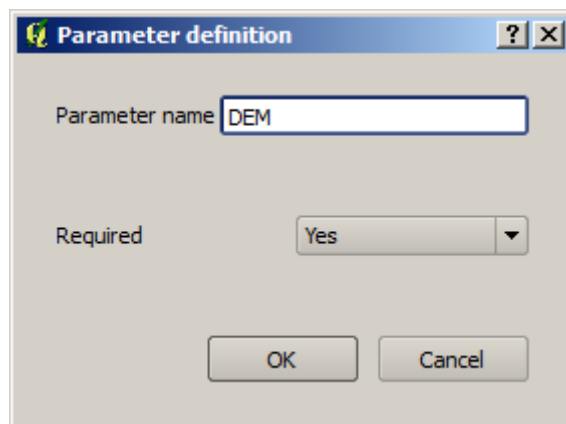 Parameter definition
Parameter name DEM
Required Yes
OK Cancel